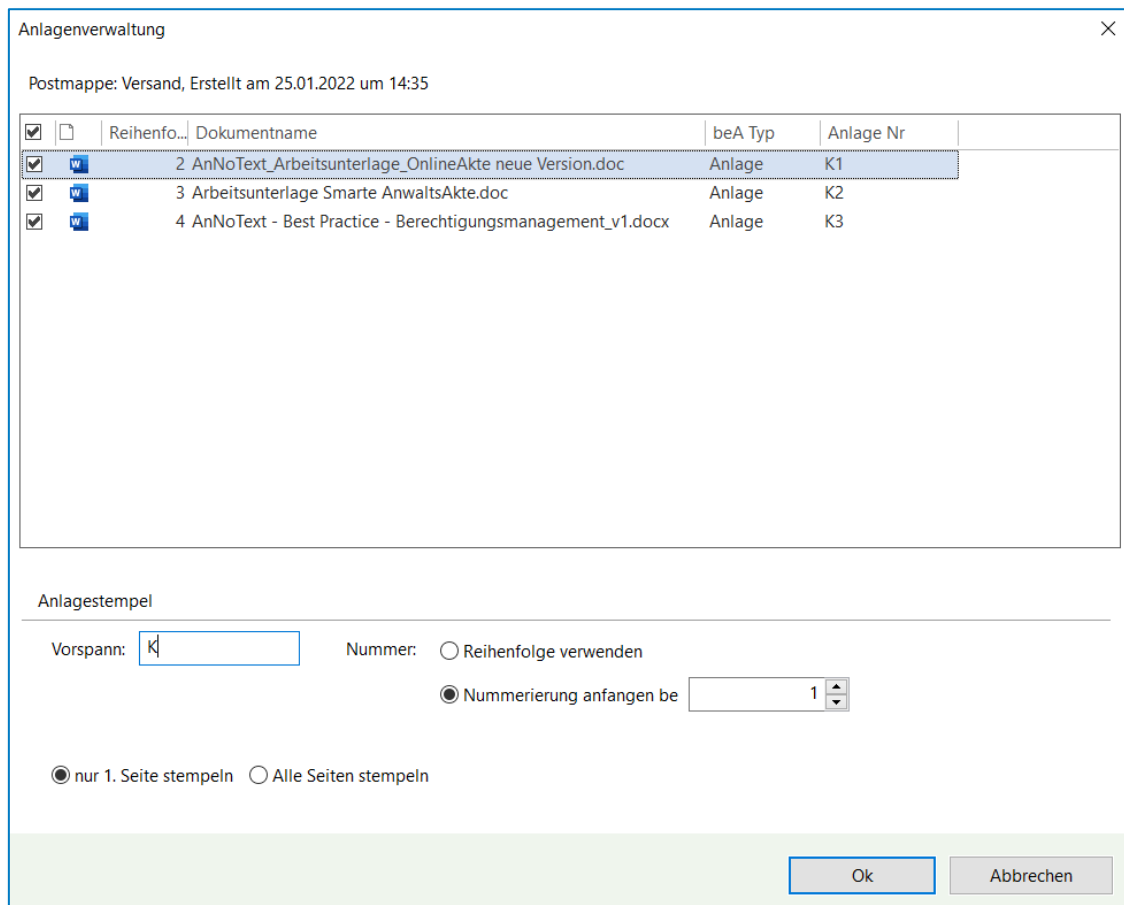 Anlagenverwaltung
Postmappe: Versand, Erstellt am 25.01.2022 um 14:35
Reihenfo... Dokumentname beA Typ Anlage Nr
2 AnNoText_Arbeitsunterlage_OnlineAkte neue Version.doc Anlage K1
3 Arbeitsunterlage Smarte AnwaltsAkte.doc Anlage K2
4 AnNoText - Best Practice - Berechtigungsmanagement_v1.docx Anlage K3
Anlagestempel
Vorspann: K Nummer: Reihenfolge verwenden
Nummerierung anfangen be 1
nur 1. Seite stempeln Alle Seiten stempeln
Ok Abbrechen